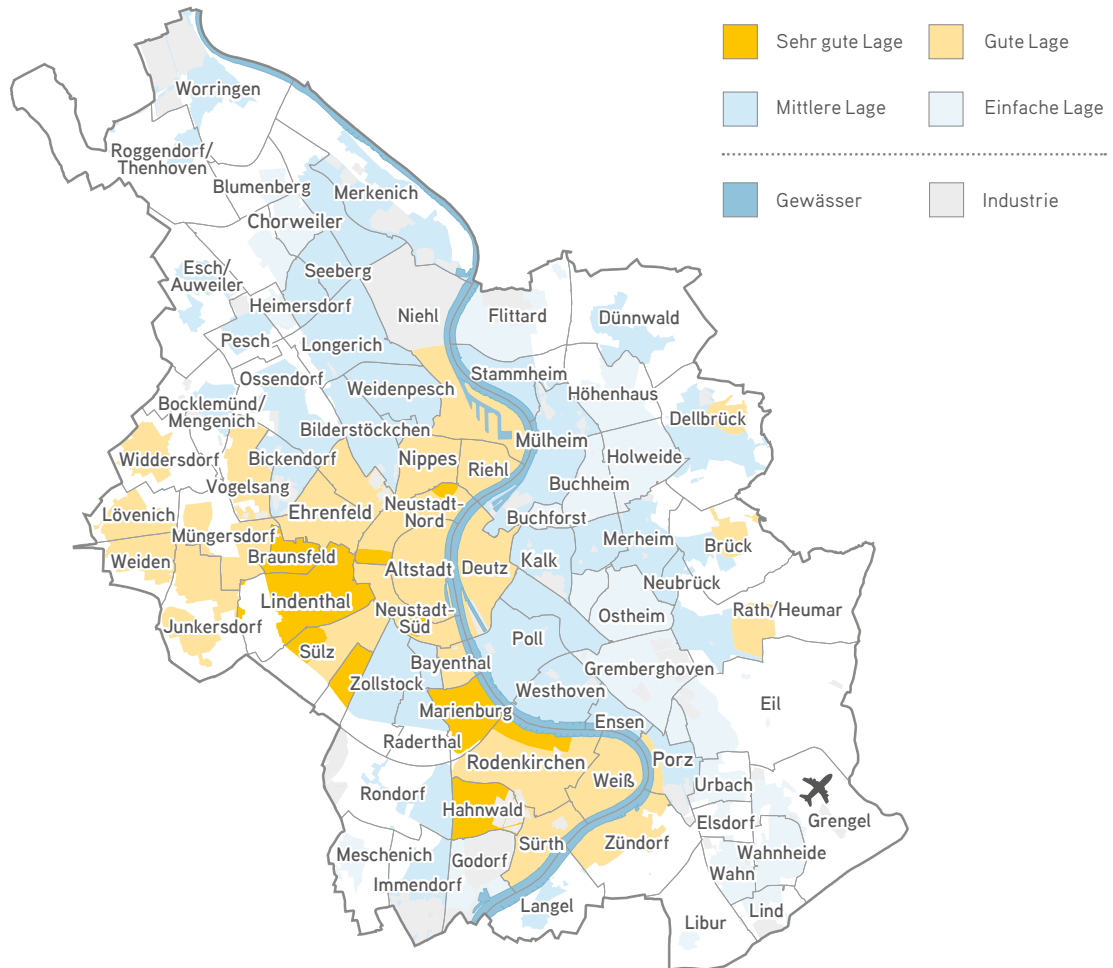 Sehr gute Lage
Gute Lage
Mittlere Lage
Einfache Lage
Gewässer
Industrie
Worringen
Roggendorf/
Thenhoven
Blumenberg
Merkenich
Chorweiler
Esch/
Auweiler
Seeberg
Heimersdorf
Niehl
Flittard
Dünnwald
Pesch
Longerich
Stammheim
Ossendorf
Weidenpesch
Höhenhaus
Bocklemünd/
Mengenich
Dellbrück
Bilderstöckchen
Mülheim
Widdersdorf
Bickendorf
Nippes
Riehl
Holweide
Vogelsang
Buchheim
Lövenich
Ehrenfeld
Neustadt-
Nord
Buchforst
Müngersdorf
Merheim
Brück
Weiden
Braunsfeld
Altstadt
Deutz
Kalk
Neubrück
Lindenthal
Neustadt-
Süd
Ostheim
Rath/Heumar
Junkersdorf
Sülz
Poll
Bayenthal
Gremberghoven
Zollstock
Westhoven
Eil
Marienburg
Ensen
Raderthal
Rodenkirchen
Porz
Weiß
Urbach
Rondorf
Hahnwald
Elsdorf
Grengel
Sürth
Zündorf
Meschenich
Godorf
Wahnheide
Wahn
Immendorf
Langel
Lind
Libur